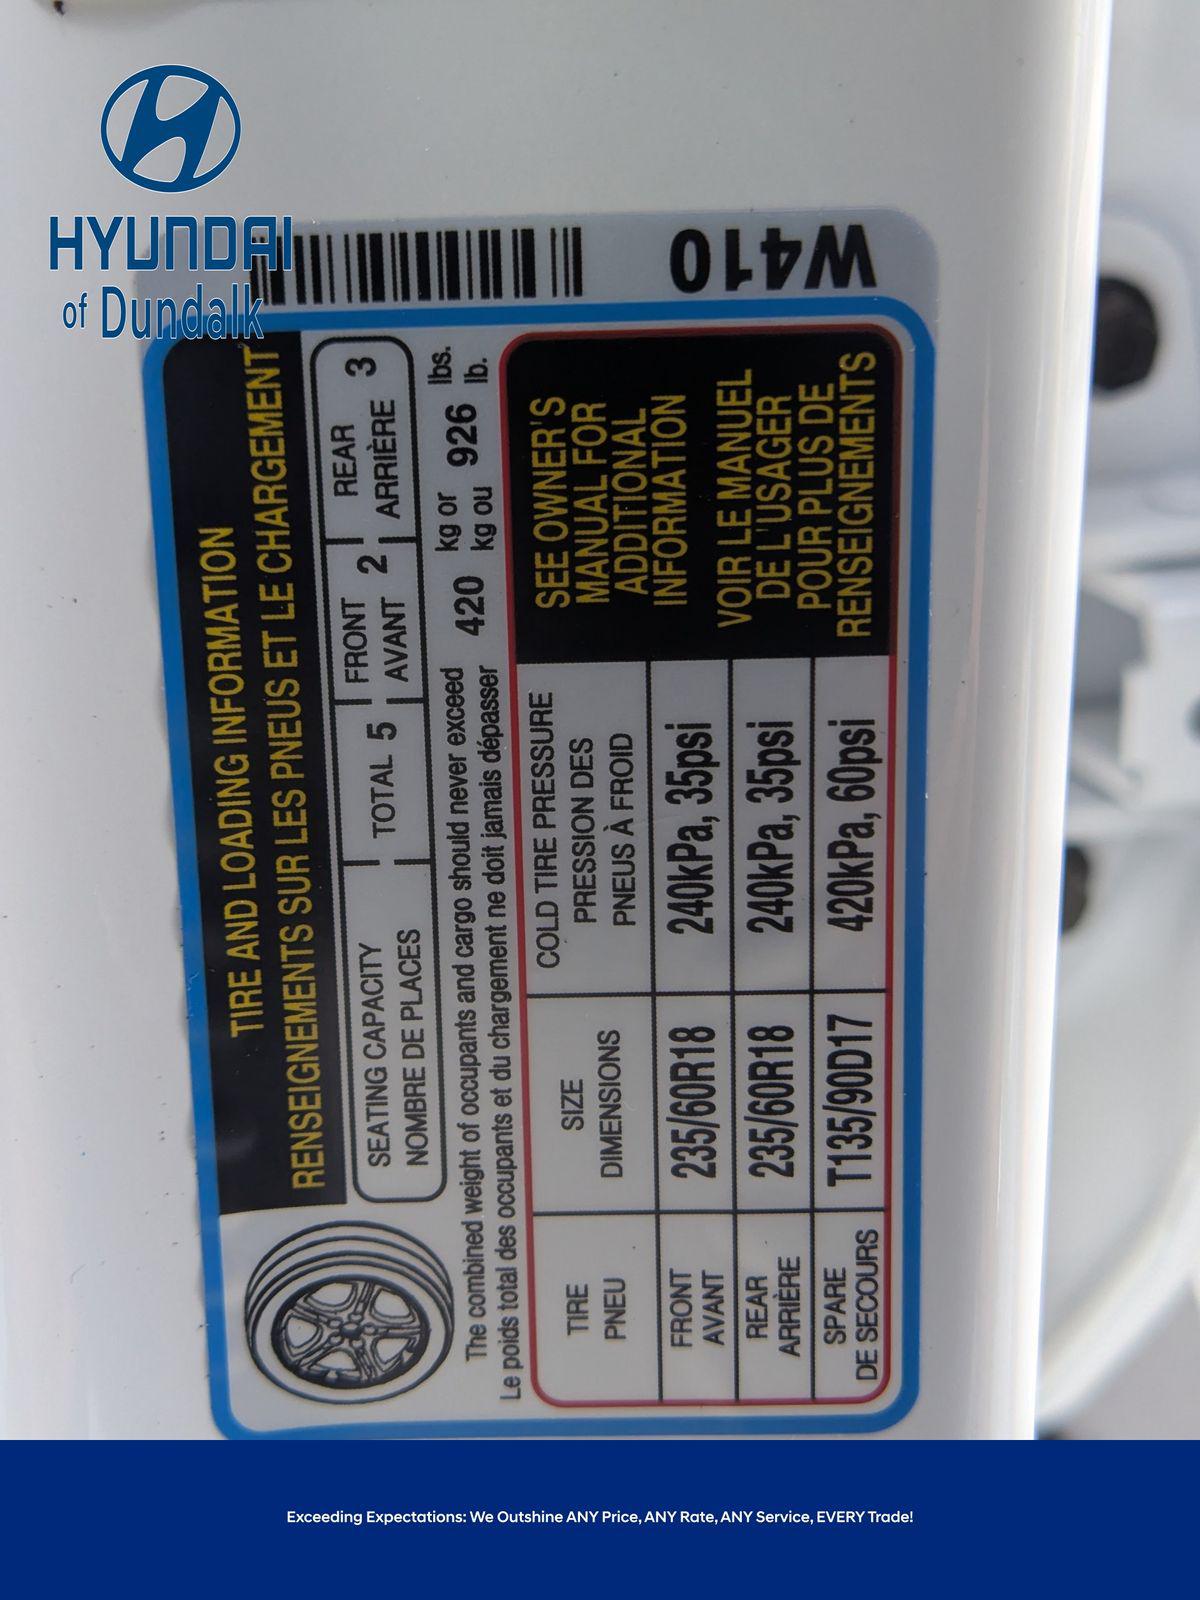 HYUNDAI
of Dundalk
W410
TIRE AND LOADING INFORMATION
RENSEIGNEMENTS SUR LES PNEUS ET LE CHARGEMENT
SEATING CAPACITY
NOMBRE DE PLACES
TOTAL 5
FRONT
AVANT 2
REAR
ARRIÈRE 3
The combined weight of occupants and cargo should never exceed 420 kg or 926 lbs.
Le poids total des occupants et du chargement ne doit jamais dépasser kg ou lb.
TIRE
PNEU
SIZE
DIMENSIONS
COLD TIRE PRESSURE
PRESSION DES
PNEUS À FROID
FRONT
AVANT
235/60R18
240kPa, 35psi
REAR
ARRIÈRE
235/60R18
240kPa, 35psi
SPARE
DE SECOURS
T135/90D17
420kPa, 60psi
SEE OWNER'S
MANUAL FOR
ADDITIONAL
INFORMATION
VOIR LE MANUEL
DE L'USAGER
POUR PLUS DE
RENSEIGNEMENTS
Exceeding Expectations: We Outshine ANY Price, ANY Rate, ANY Service, EVERY Trade!